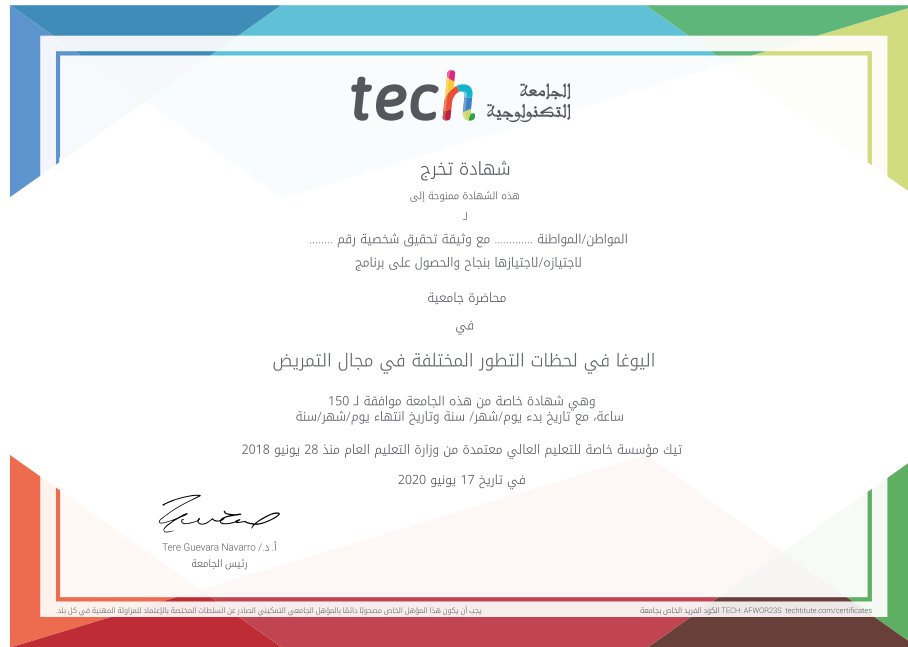 tech الجامعة
التكنولوجية
شهادة تخرج
هذه الشهادة ممنوحة إلى
لـ
المواطن/المواطنة ............. مع وثيقة تحقيق شخصية رقم ........
لاجتيازه/لاجتيازها بنجاح والحصول على برنامج
محاضرة جامعية
في
اليوغا في لحظات التطور المختلفة في مجال التمريض
وهي شهادة خاصة من هذه الجامعة موافقة لـ 150
ساعة، مع تاريخ بدء يوم/شهر/ سنة وتاريخ انتهاء يوم/شهر/سنة
تيك مؤسسة خاصة للتعليم العالي معتمدة من وزارة التعليم العام منذ 28 يونيو 2018
في تاريخ 17 يونيو 2020
أ. د./ Tere Guevara Navarro
رئيس الجامعة
يجب أن يكون هذا المؤهل الخاص مصحوبًا دائمًا بالمؤهل الجامعي التمكيني الصادر عن السلطات المختصة بالإعتماد للمزاولة المهنية في كل بلد.
الكود الفريد الخاص بجامعة TECH: AFWOR23S techtitute.com/certificates